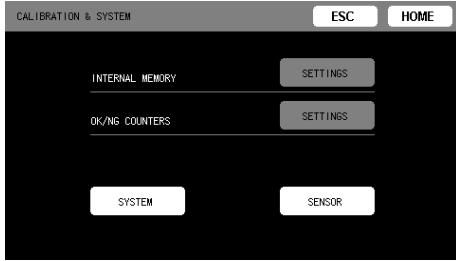 CALIBRATION & SYSTEM ESC HOME
INTERNAL MEMORY SETTINGS
OK/NG COUNTERS SETTINGS
SYSTEM SENSOR